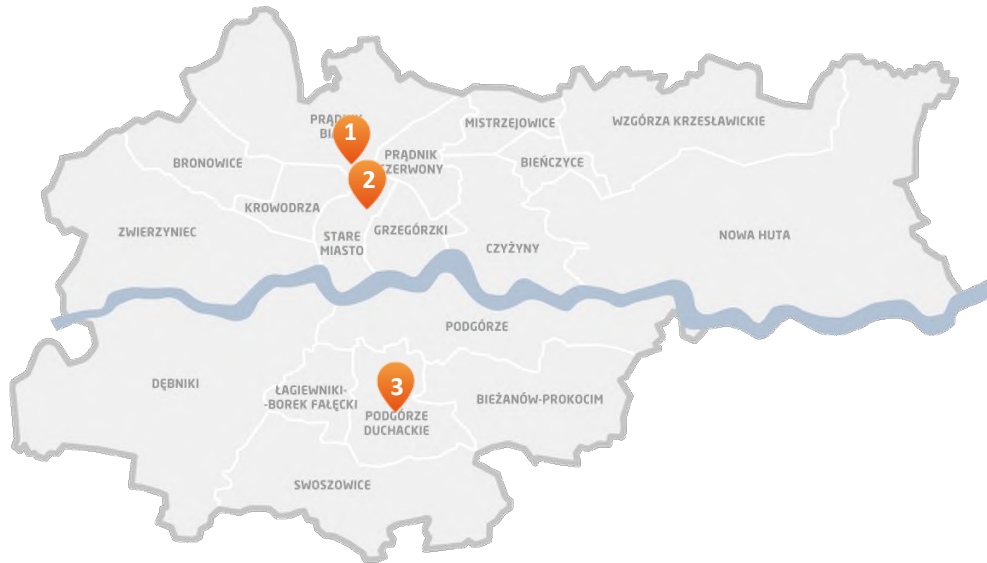 PRĄDNIK
1
MISTRZEJOWICE
WZGÓRZA KRZESŁAWICKIE
BRONOWICE
PRĄDNIK
CZERWONY
BIEŃCZYCE
2
KROWODRZA
ZWIERZYNIEC
STARE
MIASTO
GRZEGÓRZKI
CZYŻYNY
NOWA HUTA
PODGÓRZE
DĘBNIKI
ŁAGIEWNIKI-
-BOREK FAŁĘCKI
3
PODGÓRZE
DUCHACKIE
BIEŻANÓW-PROKOCIM
SWOSZOWICE